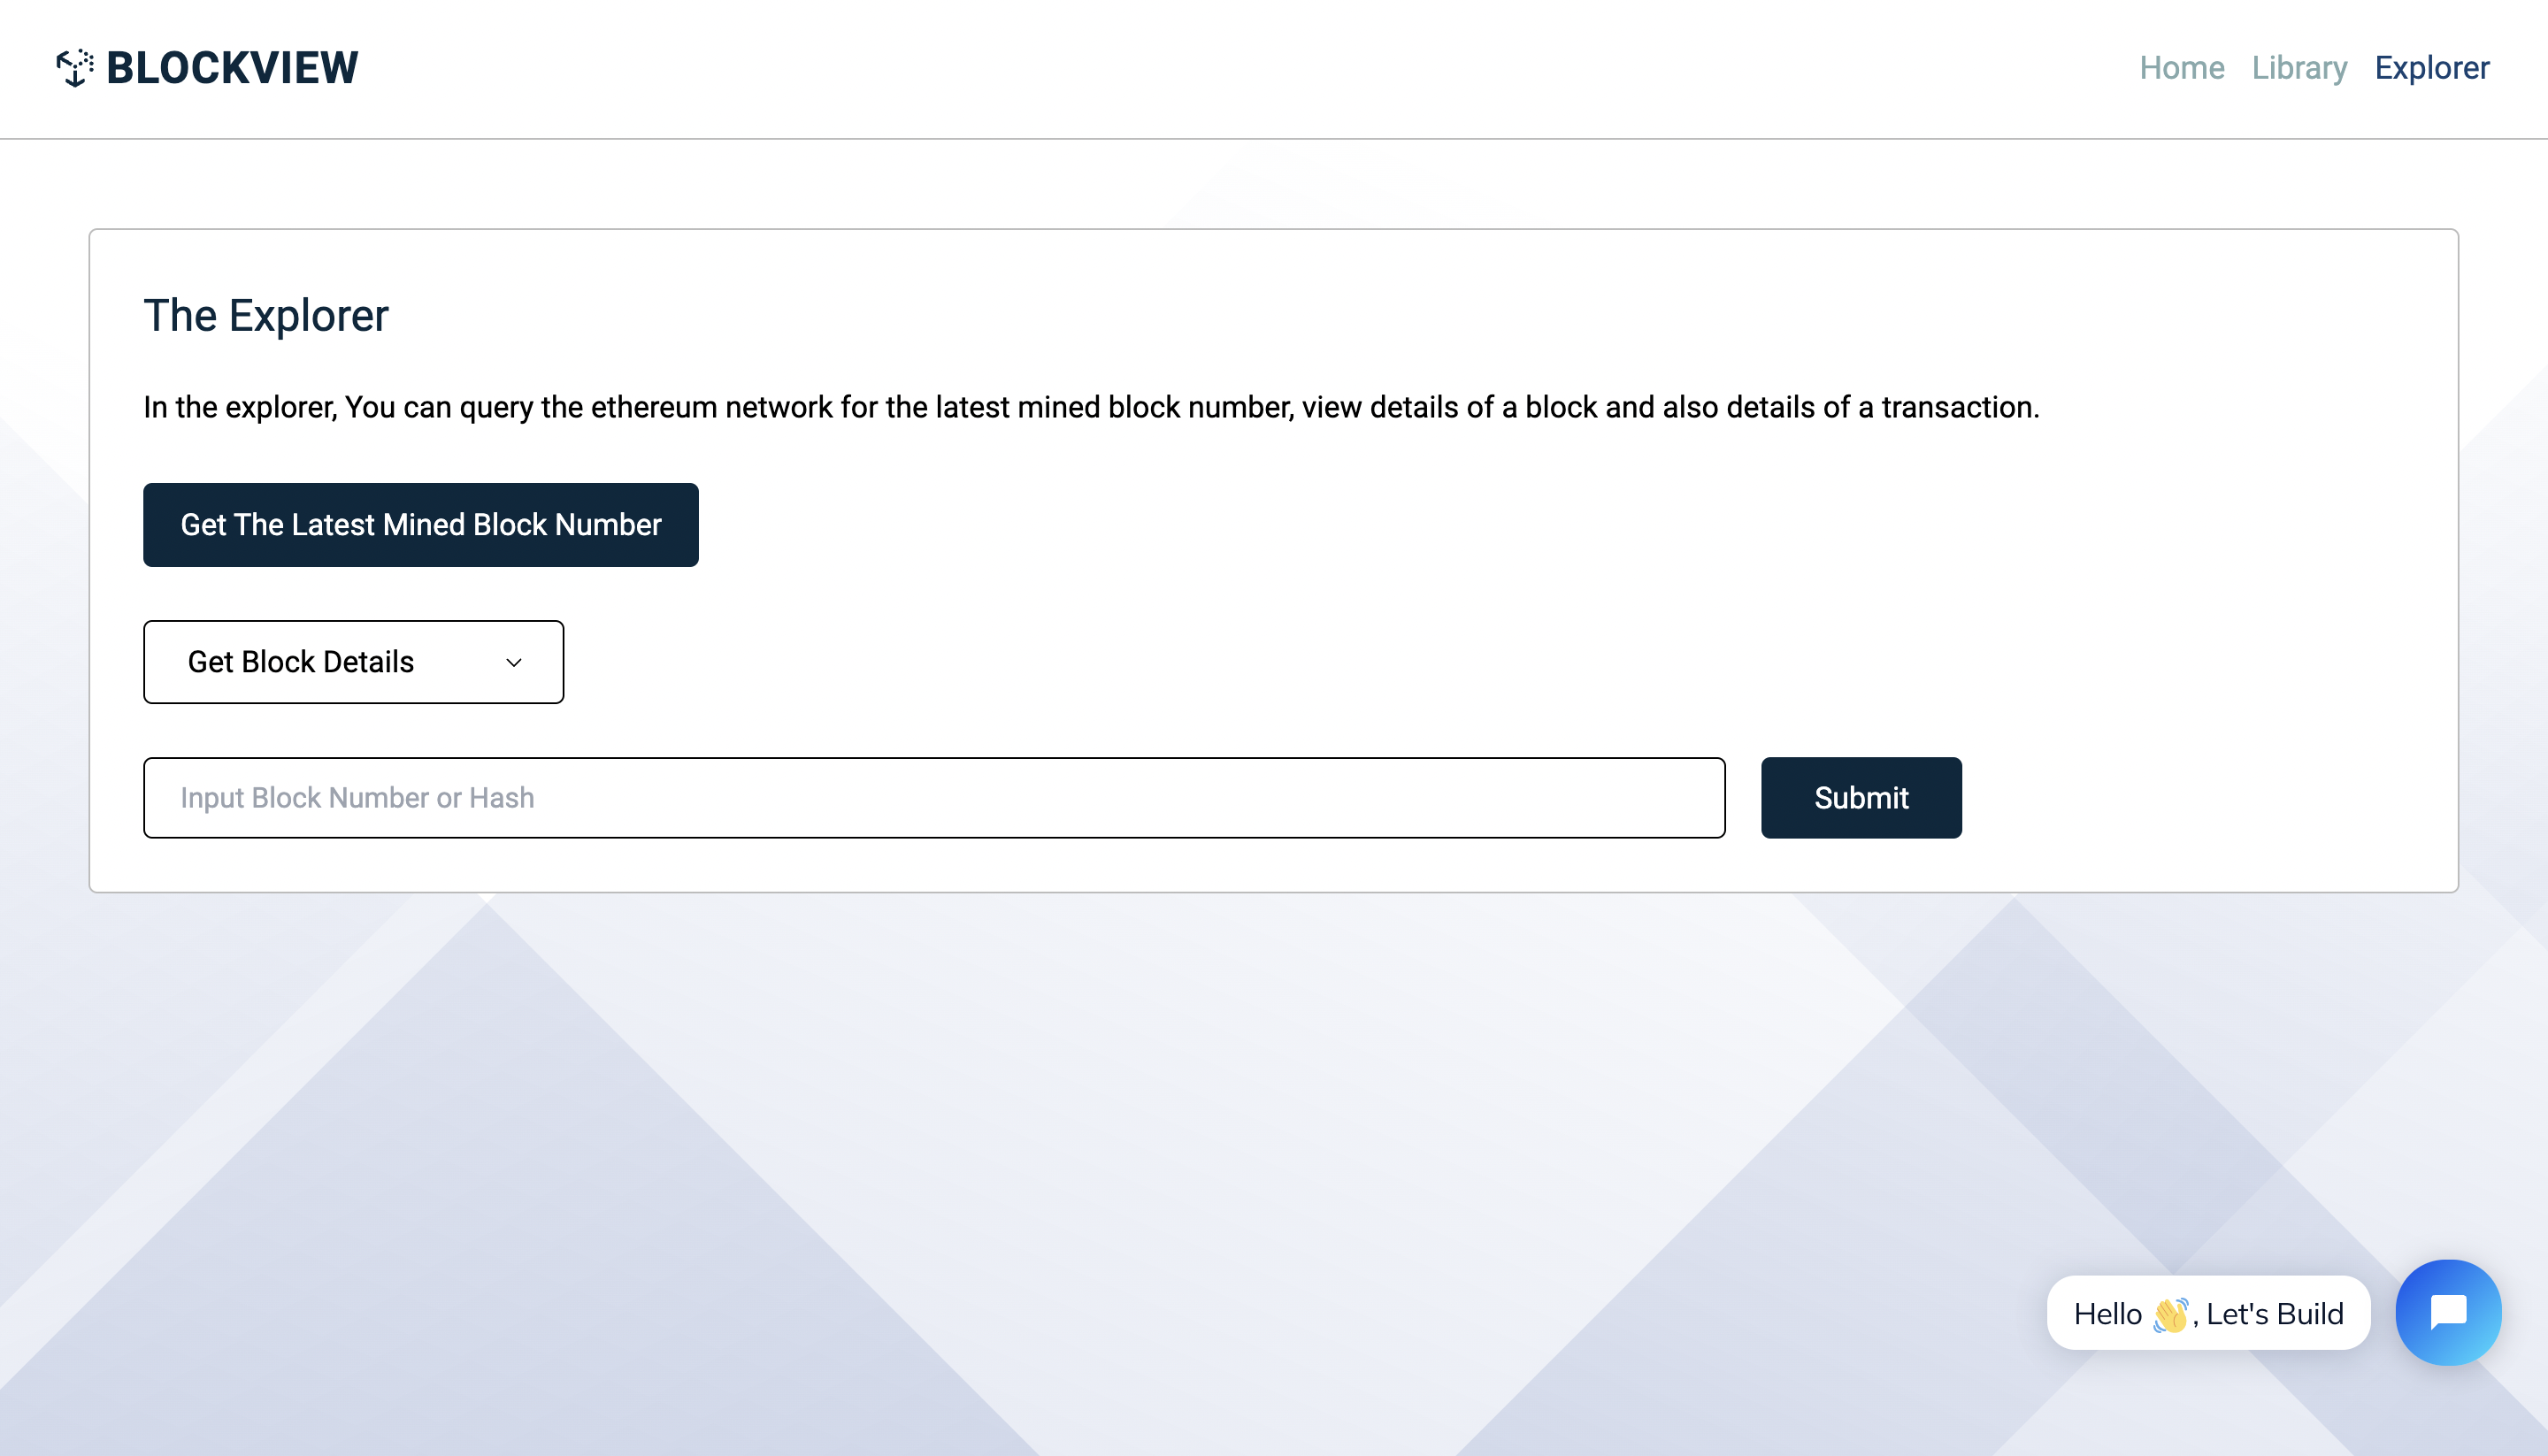 BLOCKVIEW
Home Library Explorer
The Explorer
In the explorer, You can query the ethereum network for the latest mined block number, view details of a block and also details of a transaction.
Get The Latest Mined Block Number
Get Block Details
Input Block Number or Hash
Submit
Hello 👋, Let's Build